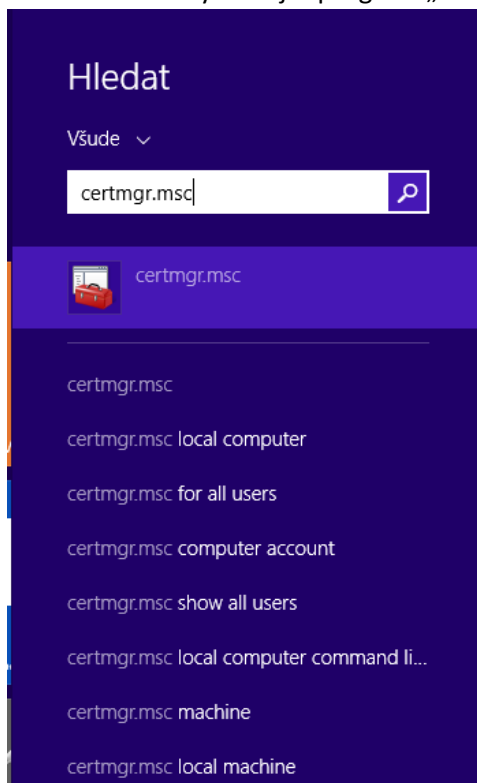 Hledat
Všude
certmgr.msc
certmgr.msc
certmgr.msc
certmgr.msc local computer
certmgr.msc for all users
certmgr.msc computer account
certmgr.msc show all users
certmgr.msc local computer command li...
certmgr.msc machine
certmgr.msc local machine